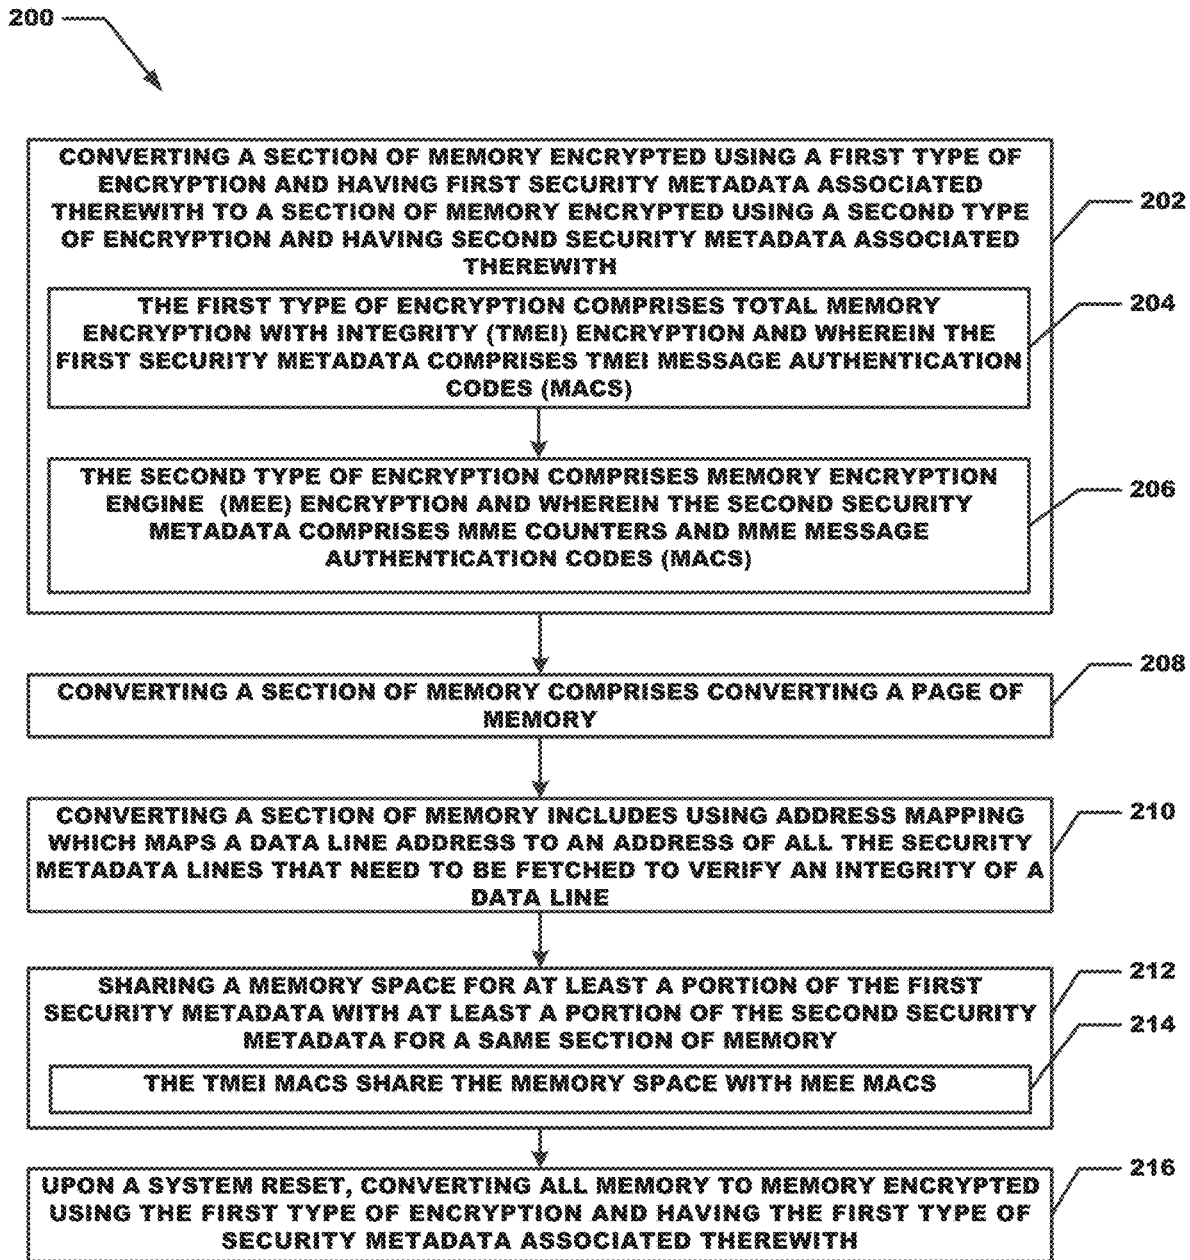 200
CONVERTING A SECTION OF MEMORY ENCRYPTED USING A FIRST TYPE OF
ENCRYPTION AND HAVING FIRST SECURITY METADATA ASSOCIATED
THEREWITH TO A SECTION OF MEMORY ENCRYPTED USING A SECOND TYPE
OF ENCRYPTION AND HAVING SECOND SECURITY METADATA ASSOCIATED
THEREWITH
202
THE FIRST TYPE OF ENCRYPTION COMPRISES TOTAL MEMORY
ENCRYPTION WITH INTEGRITY (TMEI) ENCRYPTION AND WHEREIN THE
FIRST SECURITY METADATA COMPRISES TMEI MESSAGE AUTHENTICATION
CODES (MACS)
204
THE SECOND TYPE OF ENCRYPTION COMPRISES MEMORY ENCRYPTION
ENGINE (MEE) ENCRYPTION AND WHEREIN THE SECOND SECURITY
METADATA COMPRISES MME COUNTERS AND MME MESSAGE
AUTHENTICATION CODES (MACS)
206
CONVERTING A SECTION OF MEMORY COMPRISES CONVERTING A PAGE OF
MEMORY
208
CONVERTING A SECTION OF MEMORY INCLUDES USING ADDRESS MAPPING
WHICH MAPS A DATA LINE ADDRESS TO AN ADDRESS OF ALL THE SECURITY
METADATA LINES THAT NEED TO BE FETCHED TO VERIFY AN INTEGRITY OF A
DATA LINE
210
SHARING A MEMORY SPACE FOR AT LEAST A PORTION OF THE FIRST
SECURITY METADATA WITH AT LEAST A PORTION OF THE SECOND SECURITY
METADATA FOR A SAME SECTION OF MEMORY
212
THE TMEI MACS SHARE THE MEMORY SPACE WITH MEE MACS
214
UPON A SYSTEM RESET, CONVERTING ALL MEMORY TO MEMORY ENCRYPTED
USING THE FIRST TYPE OF ENCRYPTION AND HAVING THE FIRST TYPE OF
SECURITY METADATA ASSOCIATED THEREWITH
216